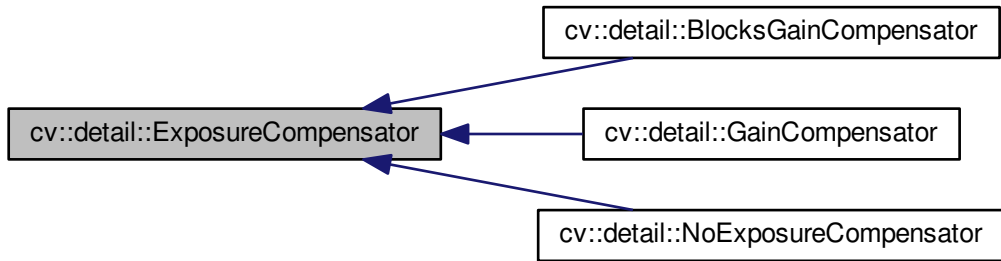 cv::detail::BlocksGainCompensator
cv::detail::ExposureCompensator
cv::detail::GainCompensator
cv::detail::NoExposureCompensator